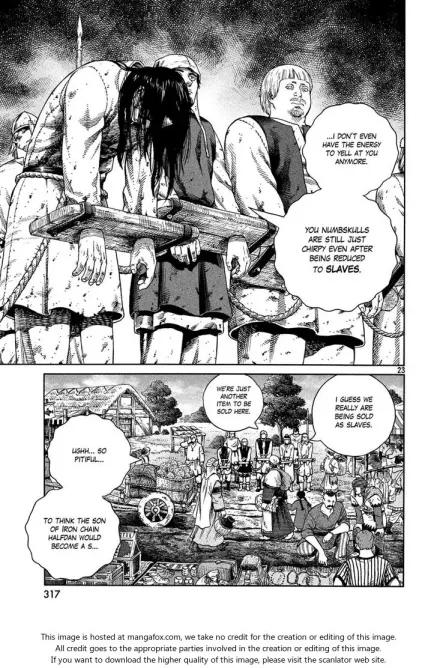 ...I DON'T EVEN
HAVE THE ENERGY
TO YELL AT YOU
ANYMORE.
YOU NUMBSKULLS
ARE STILL JUST
CHIRPY EVEN AFTER
BEING REDUCED
TO SLAVES.
23
I GUESS WE
REALLY ARE
BEING SOLD
AS SLAVES.
WE'RE JUST
ANOTHER
ITEM TO BE
SOLD HERE.
UGHH... SO
PITIFUL...
TO THINK THE SON
OF IRON CHAIN
HALFDAN WOULD
BECOME A S...
317
This image is hosted at mangafox.com, we take no credit for the creation or editing of this image.
All credit goes to the appropriate parties involved in the creation or editing of this image.
If you want to download the higher quality of this image, please visit the scanlator web site.